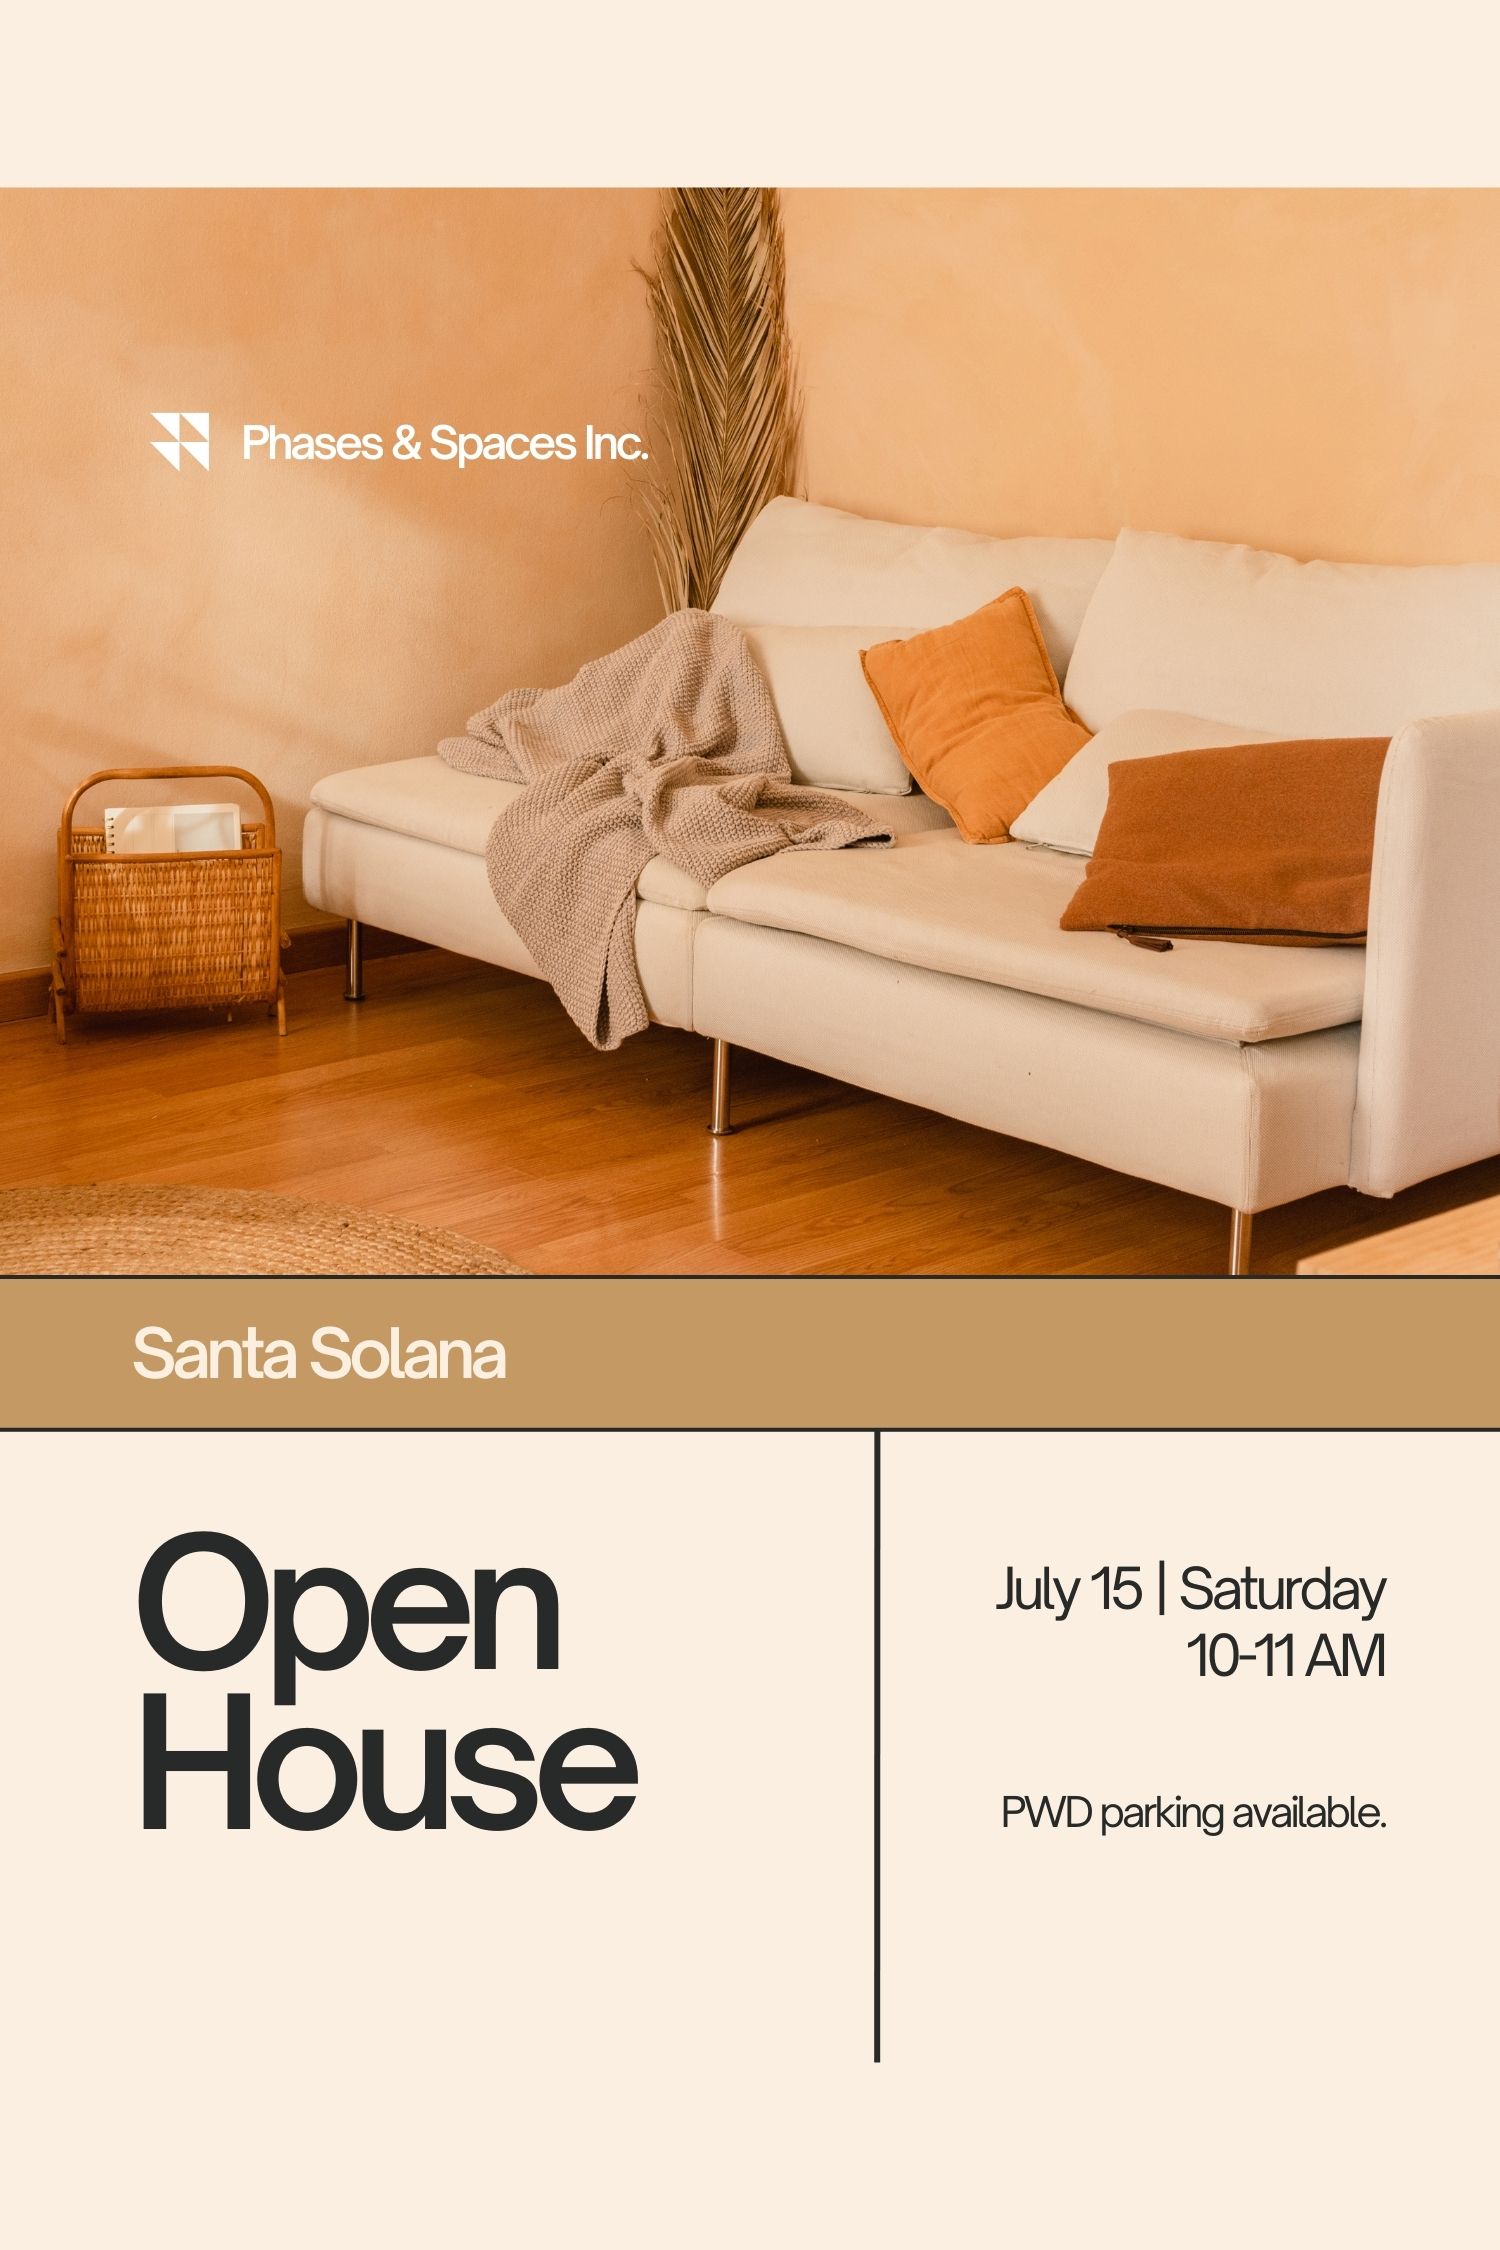 Phases & Spaces Inc.
Santa Solana
Open
House
July 15 | Saturday
10-11 AM
PWD parking available.